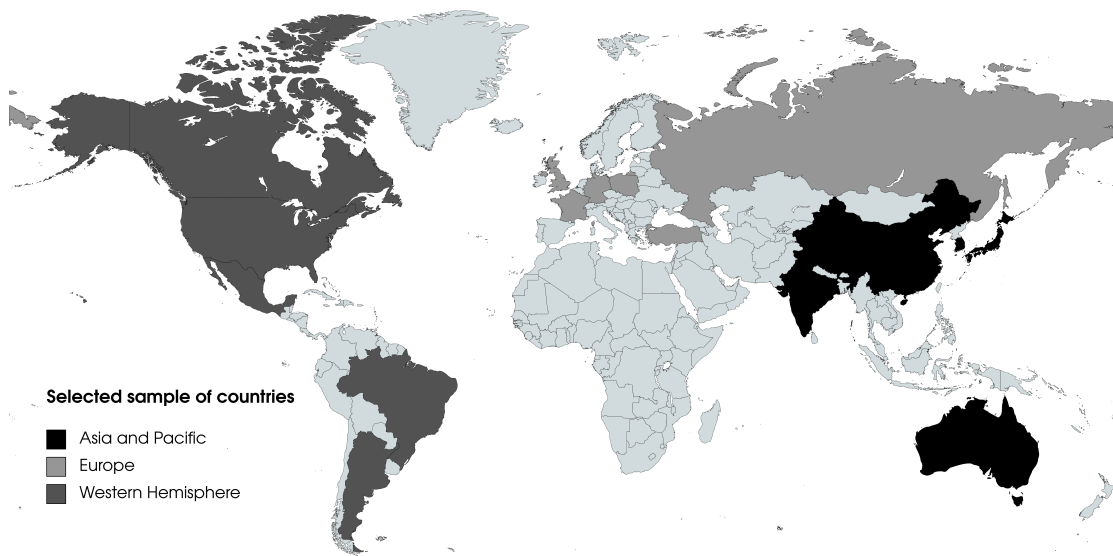 Selected sample of countries
Asia and Pacific
Europe
Western Hemisphere